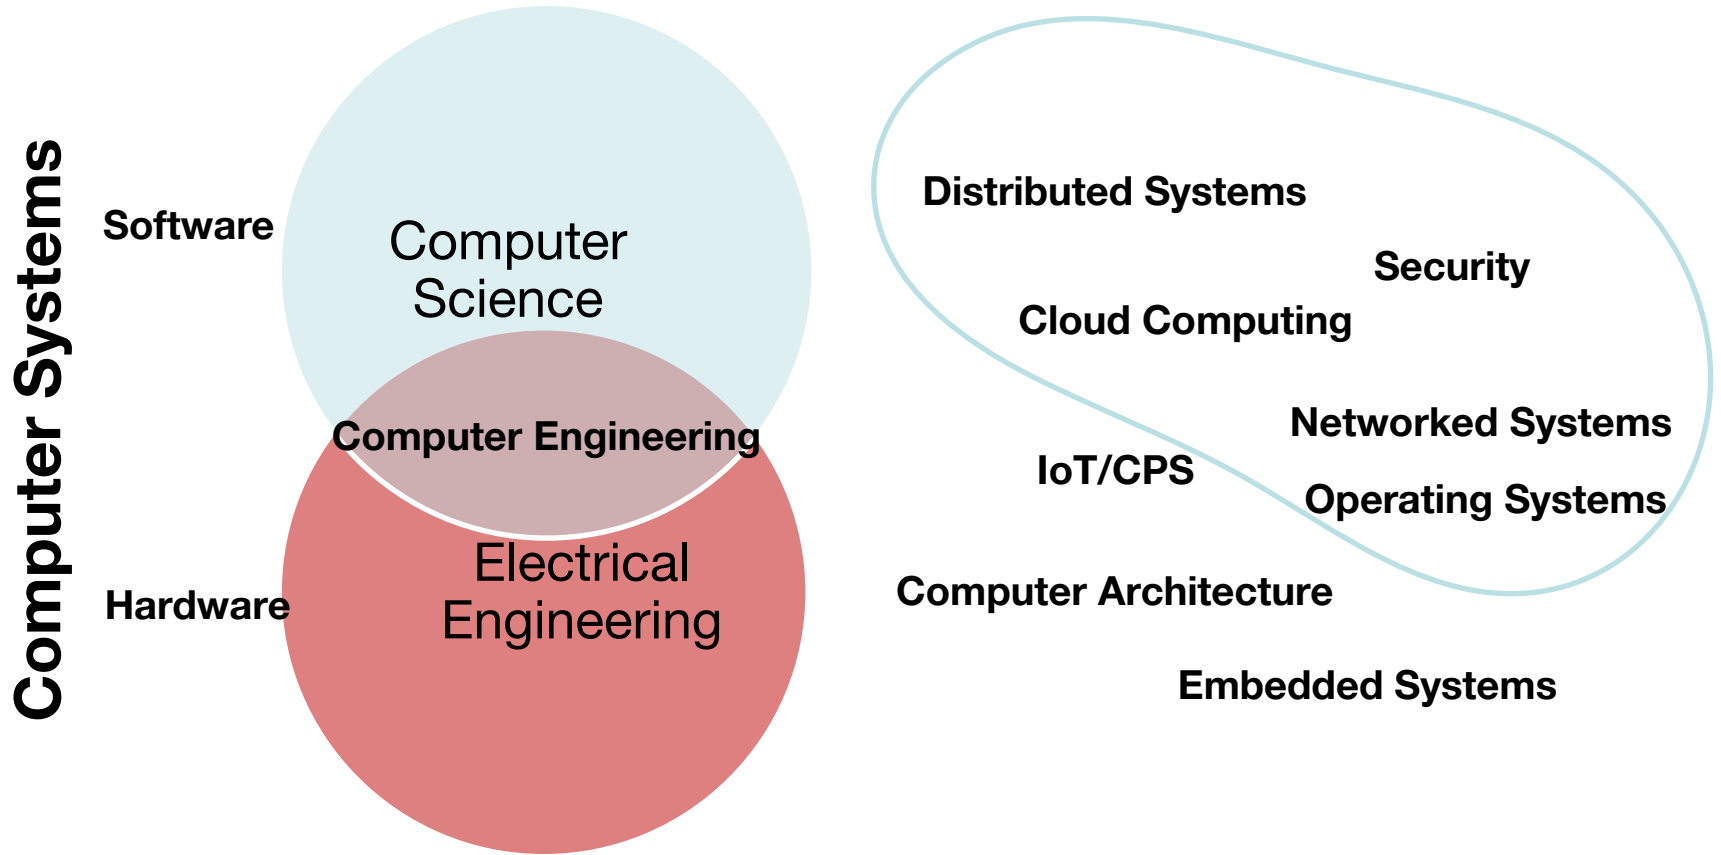 Computer Systems
Software
Computer
Science
Computer Engineering
Hardware
Electrical
Engineering
Distributed Systems
Security
Cloud Computing
Networked Systems
IoT/CPS
Operating Systems
Computer Architecture
Embedded Systems